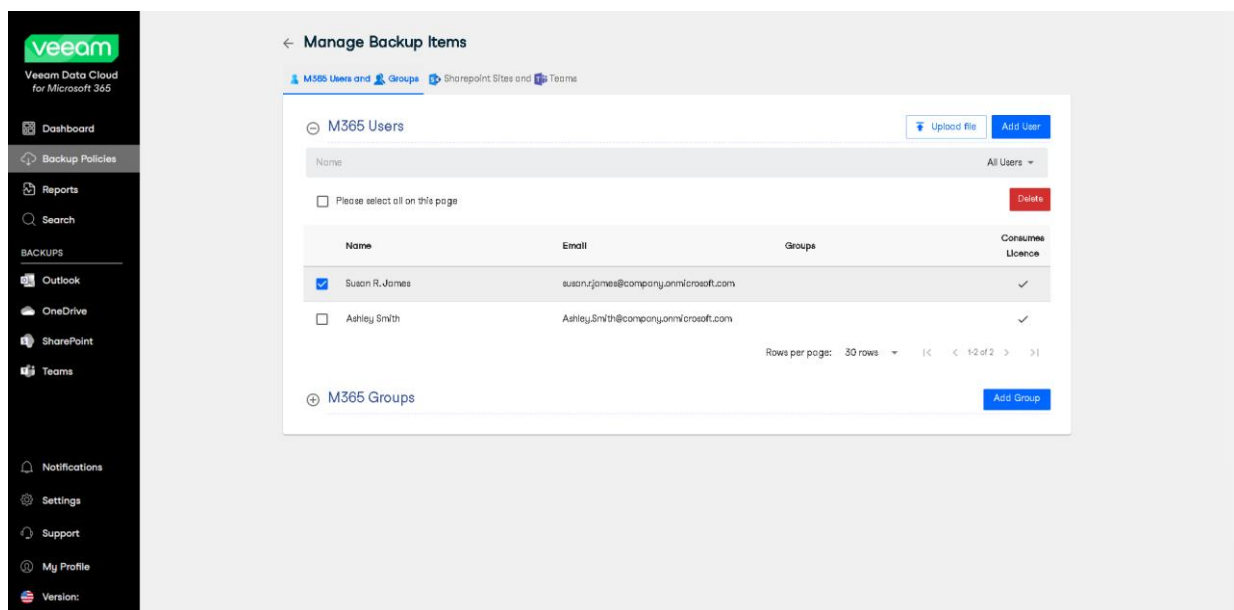 veeam
Veeam Data Cloud
for Microsoft 365
Dashboard
Backup Policies
Reports
Search
BACKUPS
Outlook
OneDrive
SharePoint
Teams
Notifications
Settings
Support
My Profile
Version:
← Manage Backup Items
M365 Users and Groups Sharepoint Sites and Teams
M365 Users Upload file Add User
Name All Users
Please select all on this page Delete
Name Email Groups Consumes Licence
Susan R. James susan.r.james@company.onmicrosoft.com
Ashley Smith Ashley.Smith@company.onmicrosoft.com
Rows per page: 30 rows 1-2 of 2
M365 Groups Add Group